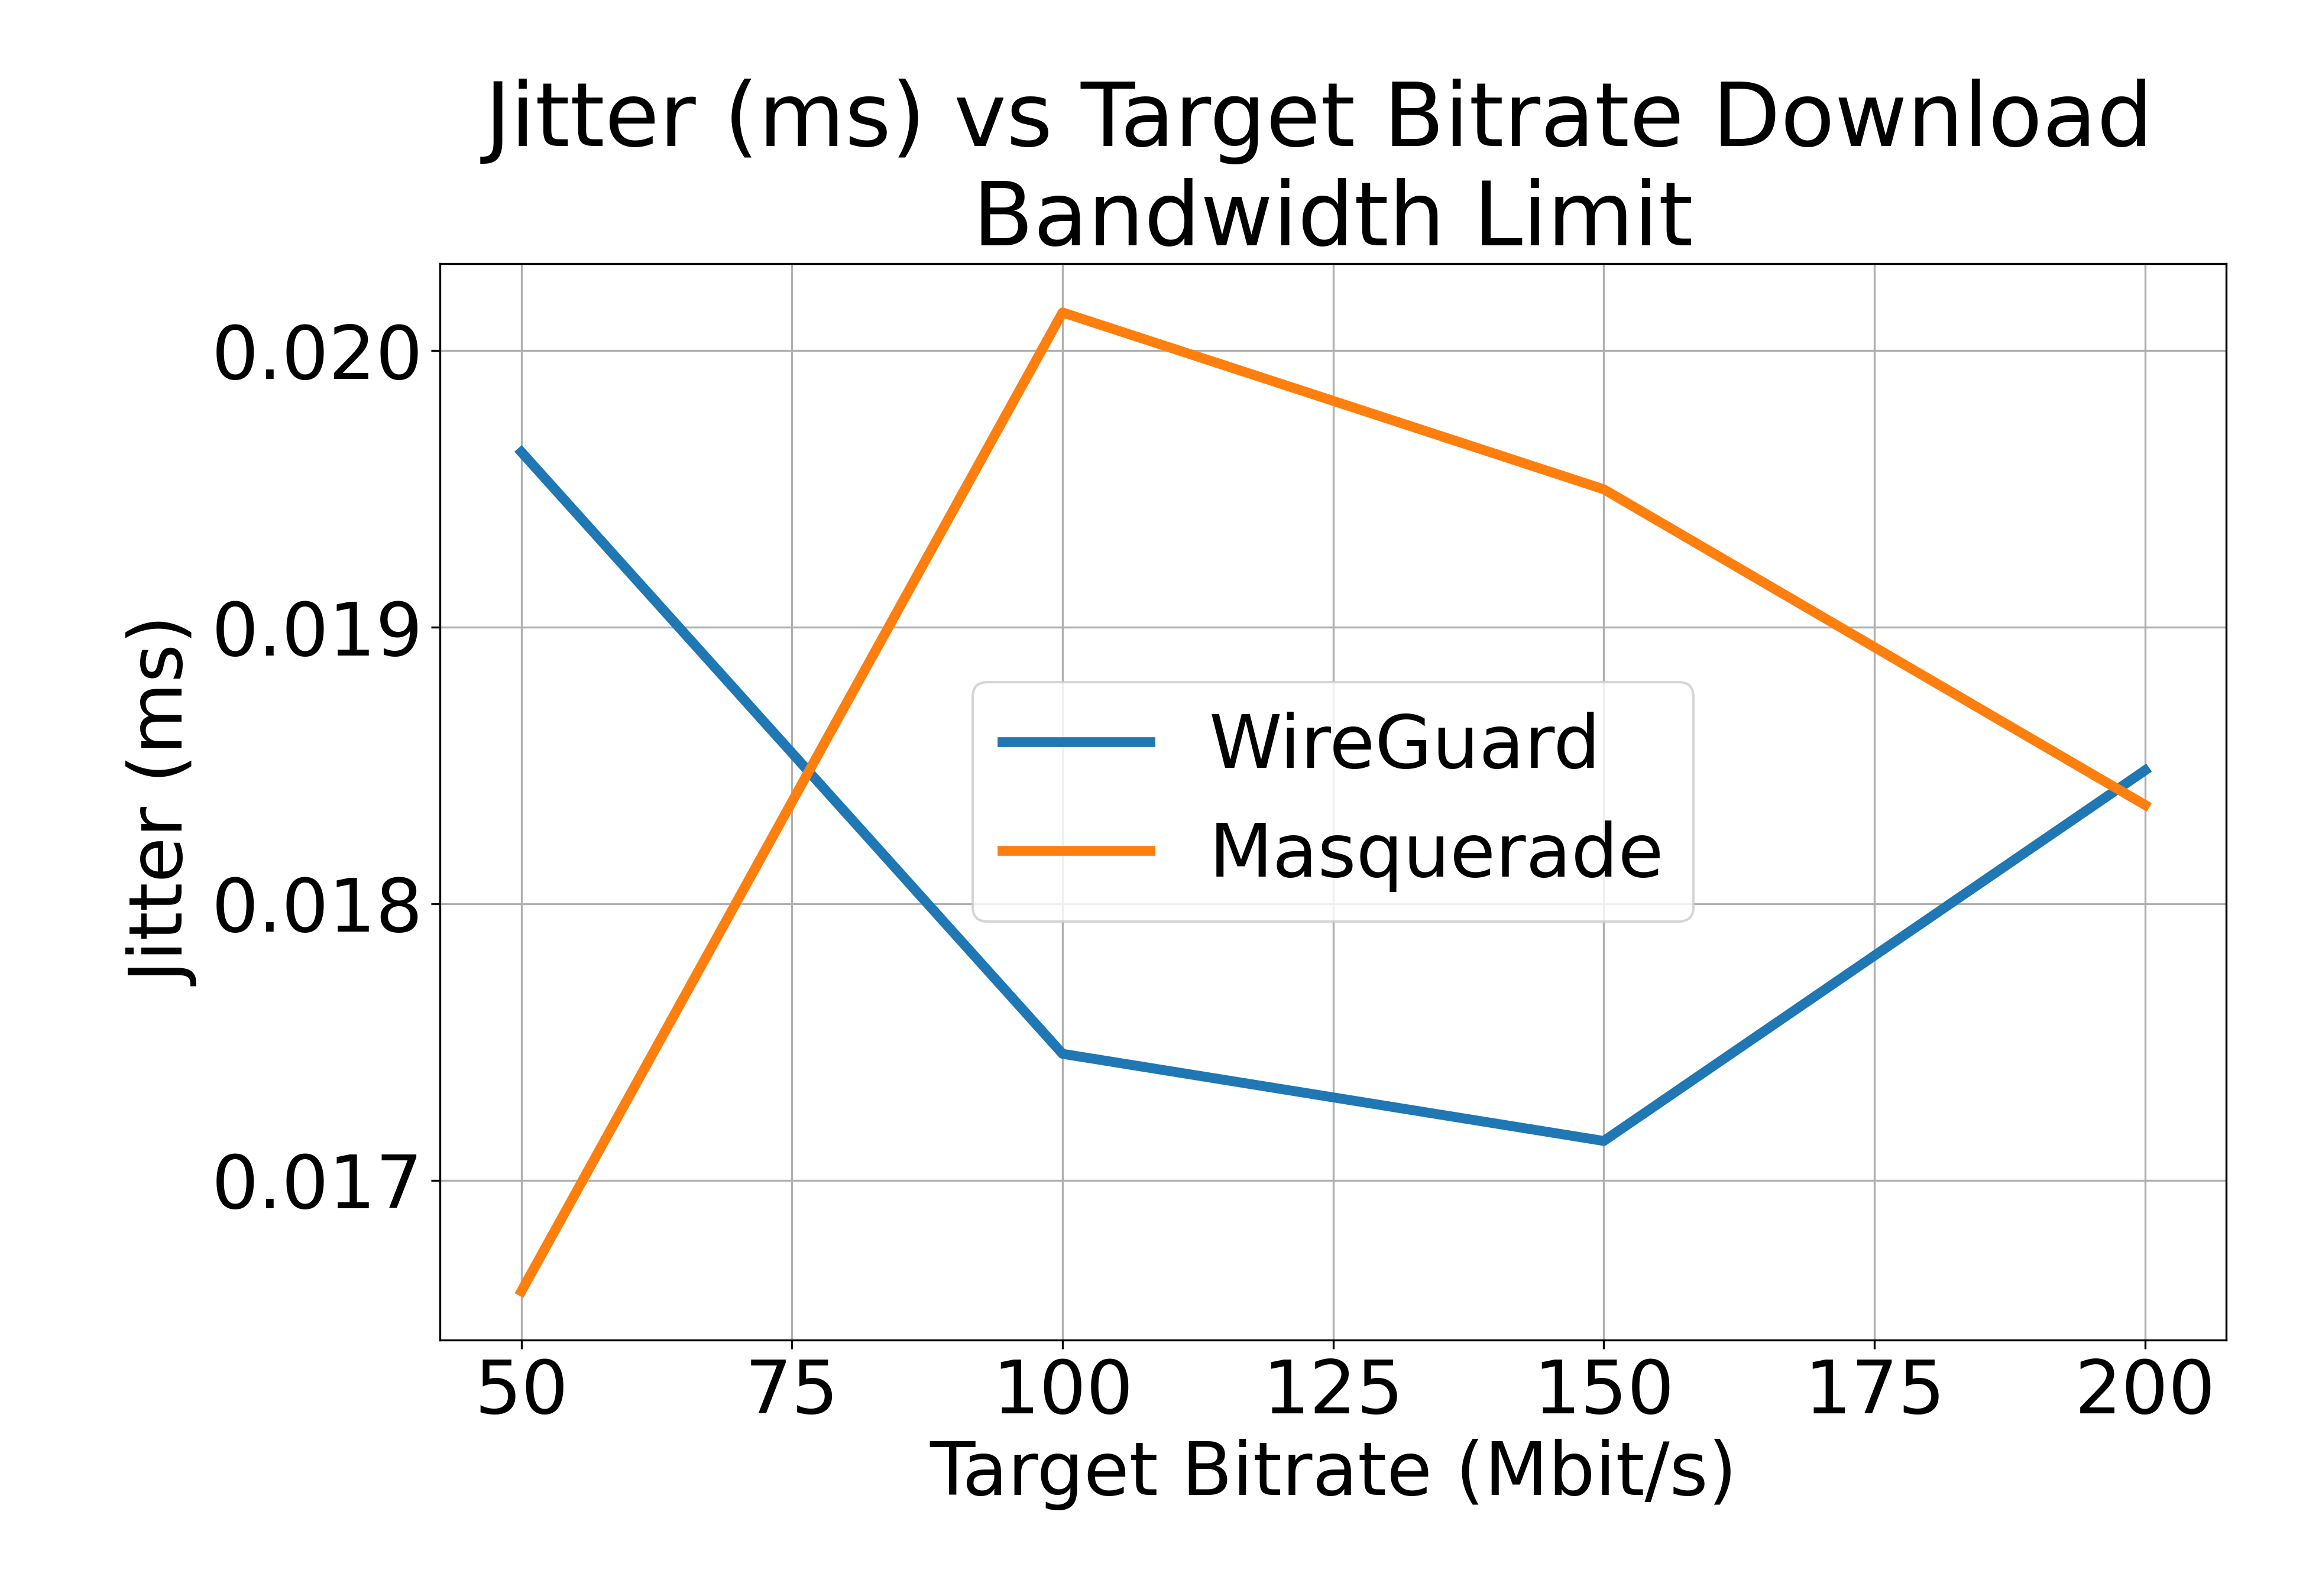 Jitter (ms) vs Target Bitrate Download
Bandwidth Limit
Jitter (ms)
0.020
0.019
0.018
0.017
WireGuard
Masquerade
50 75 100 125 150 175 200
Target Bitrate (Mbit/s)